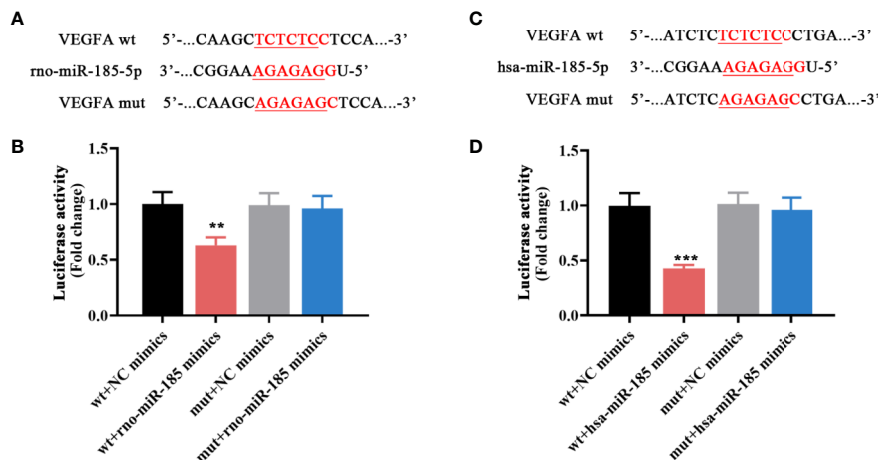 A
VEGFA wt 5'-...CAAGCTCTCTCCTCCA...-3'
rno-miR-185-5p 3'-CGGAAAGAGAGGU-5'
VEGFA mut 5'-...CAAGCAGAGAGCTCCA...-3'
B
1.5
1.0
0.5
0.0
Luciferase activity
(Fold change)
**
wt+NC mimics
wt+rno-miR-185 mimics
mut+NC mimics
mut+rno-miR-185 mimics
C
VEGFA wt 5'-...ATCTCTCTCTCCCTGA...-3'
hsa-miR-185-5p 3'-CGGAAAGAGAGGU-5'
VEGFA mut 5'-...ATCTCAGAGAGCCTGA...-3'
D
1.5
1.0
0.5
0.0
Luciferase activity
(Fold change)
***
wt+NC mimics
wt+hsa-miR-185 mimics
mut+NC mimics
mut+hsa-miR-185 mimics